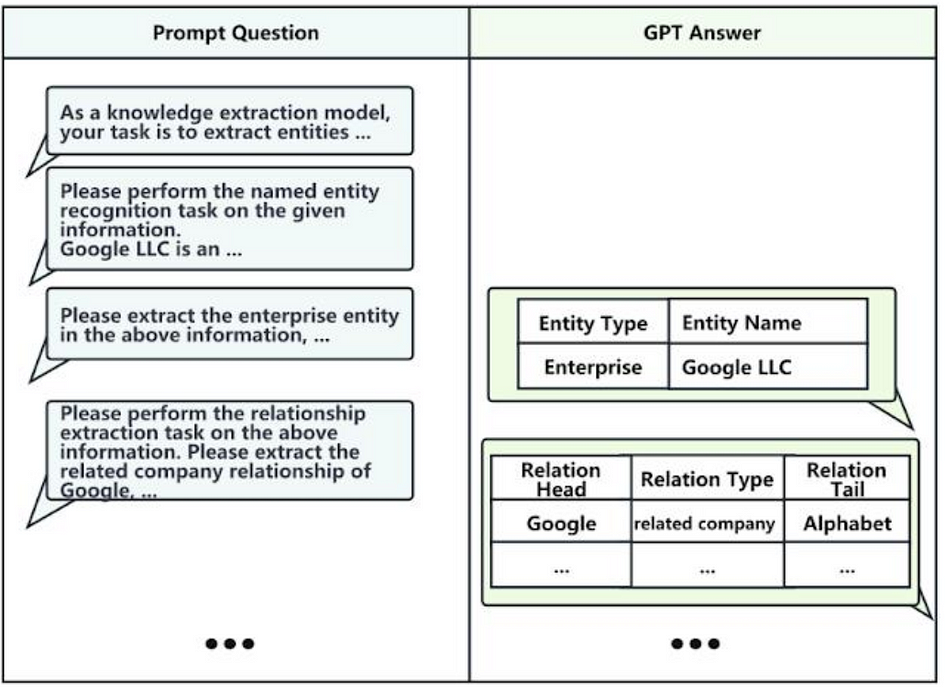 Prompt Question
GPT Answer
As a knowledge extraction model,
your task is to extract entities ...
Please perform the named entity
recognition task on the given
information.
Google LLC is an ...
Please extract the enterprise entity
in the above information, ...
Please perform the relationship
extraction task on the above
information. Please extract the
related company relationship of
Google, ...
•••
Entity Type
Entity Name
Enterprise
Google LLC
Relation
Head
Relation Type
Relation
Tail
Google
related company
Alphabet
...
...
...
•••